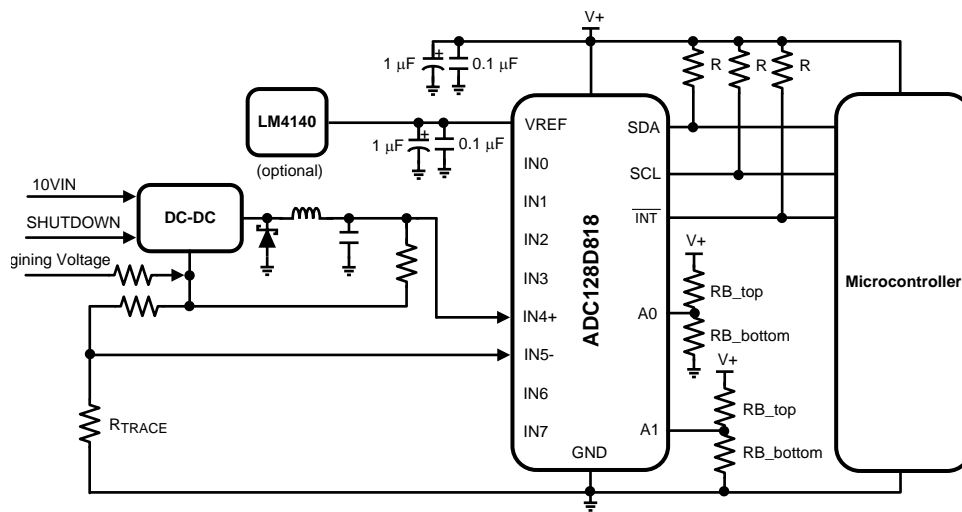 V+
1 µF
+
0.1 µF
R
R
R
LM4140
(optional)
1 µF
+
0.1 µF
VREF
IN0
IN1
IN2
IN3
IN4+
IN5-
IN6
IN7
GND
ADC128D818
SDA
SCL
INT
A0
A1
V+
RB_top
RB_bottom
V+
RB_top
RB_bottom
Microcontroller
10VIN
SHUTDOWN
DC-DC
gining Voltage
RTRACE